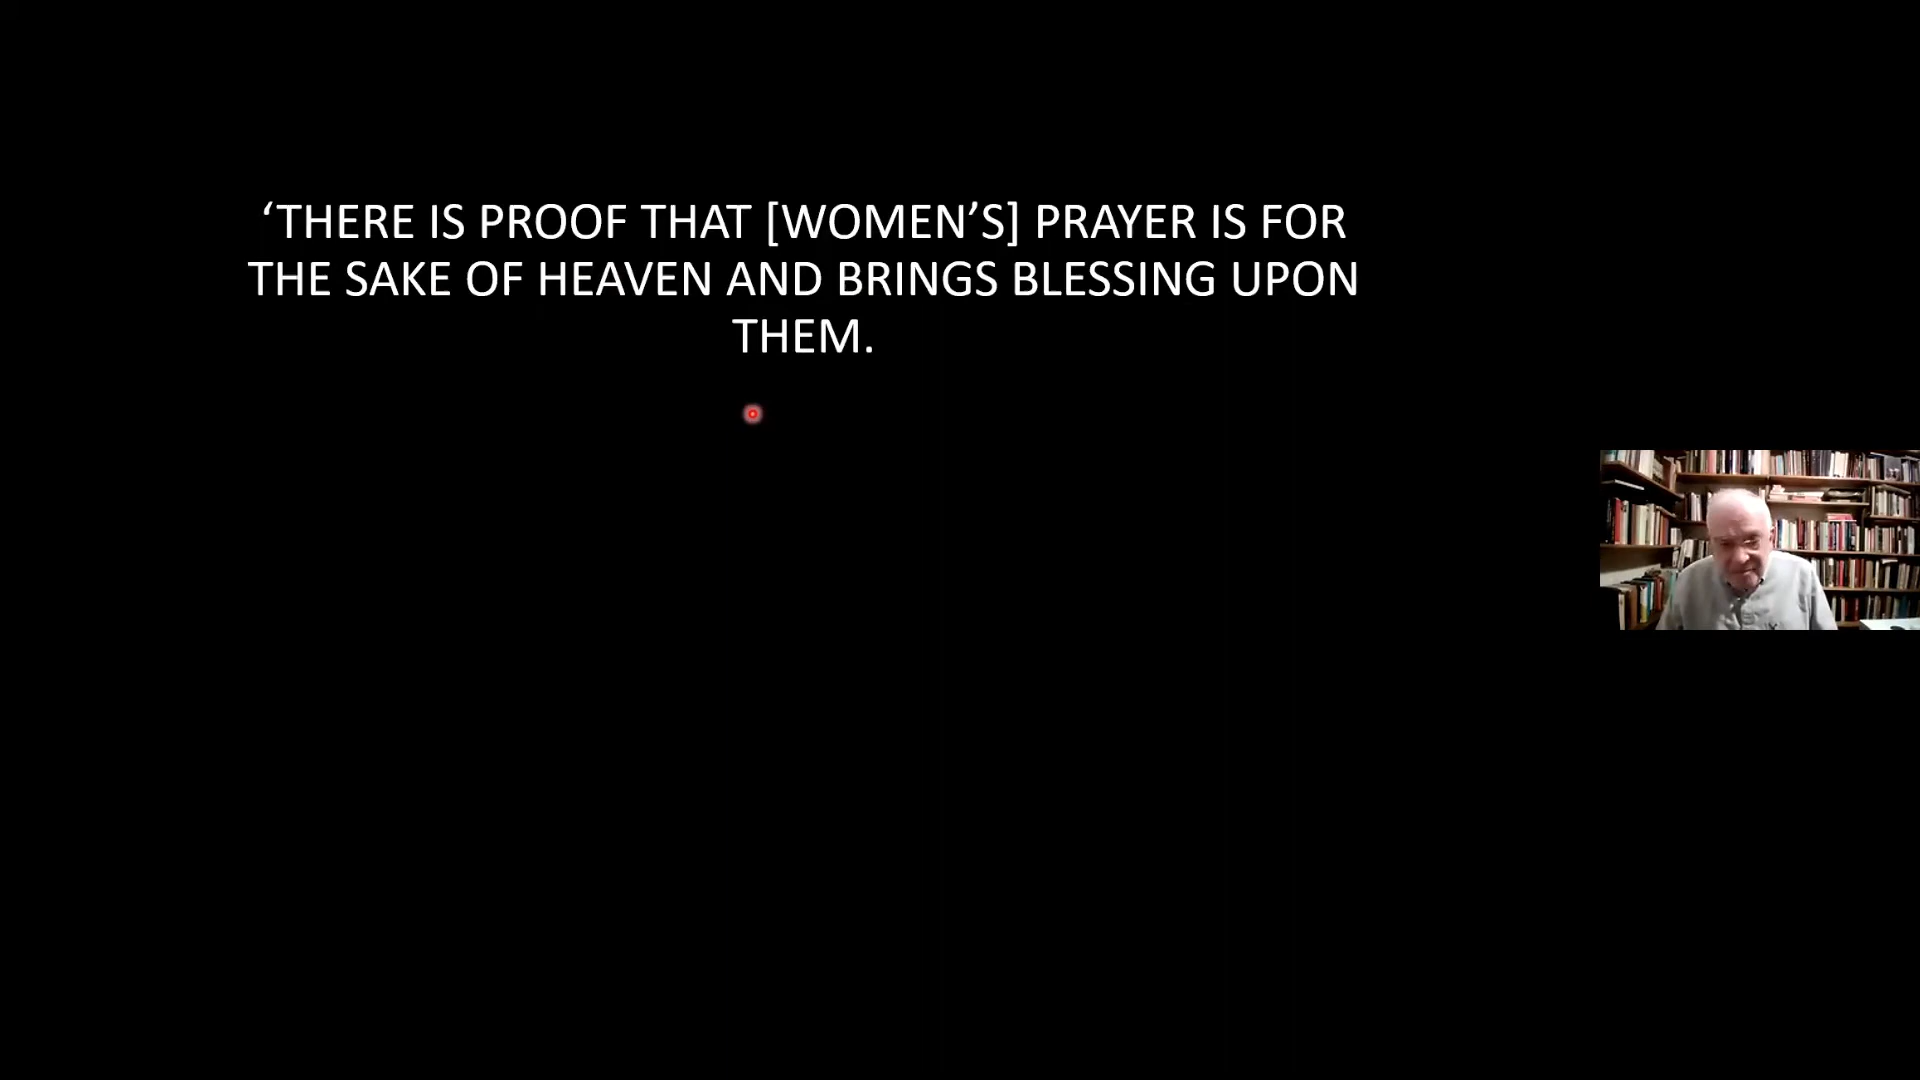 ‘THERE IS PROOF THAT [WOMEN’S] PRAYER IS FOR
THE SAKE OF HEAVEN AND BRINGS BLESSING UPON
THEM.